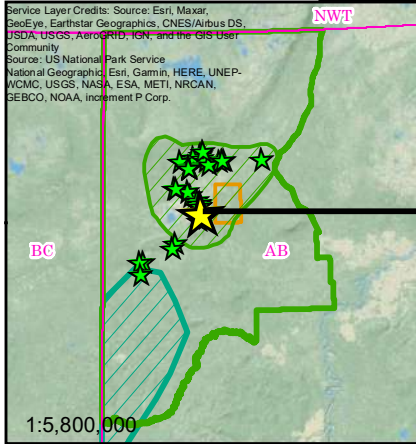 Service Layer Credits: Source: Esri, Maxar,
GeoEye, Earthstar Geographics, CNES/Airbus DS,
USDA, USGS, AeroGRID, IGN, and the GIS User
Community
Source: US National Park Service
National Geographic, Esri, Garmin, HERE, UNEP-
WCMC, USGS, NASA, ESA, METI, NRCAN,
GEBCO, NOAA, increment P Corp.
NWT
BC
AB
1:5,800,000